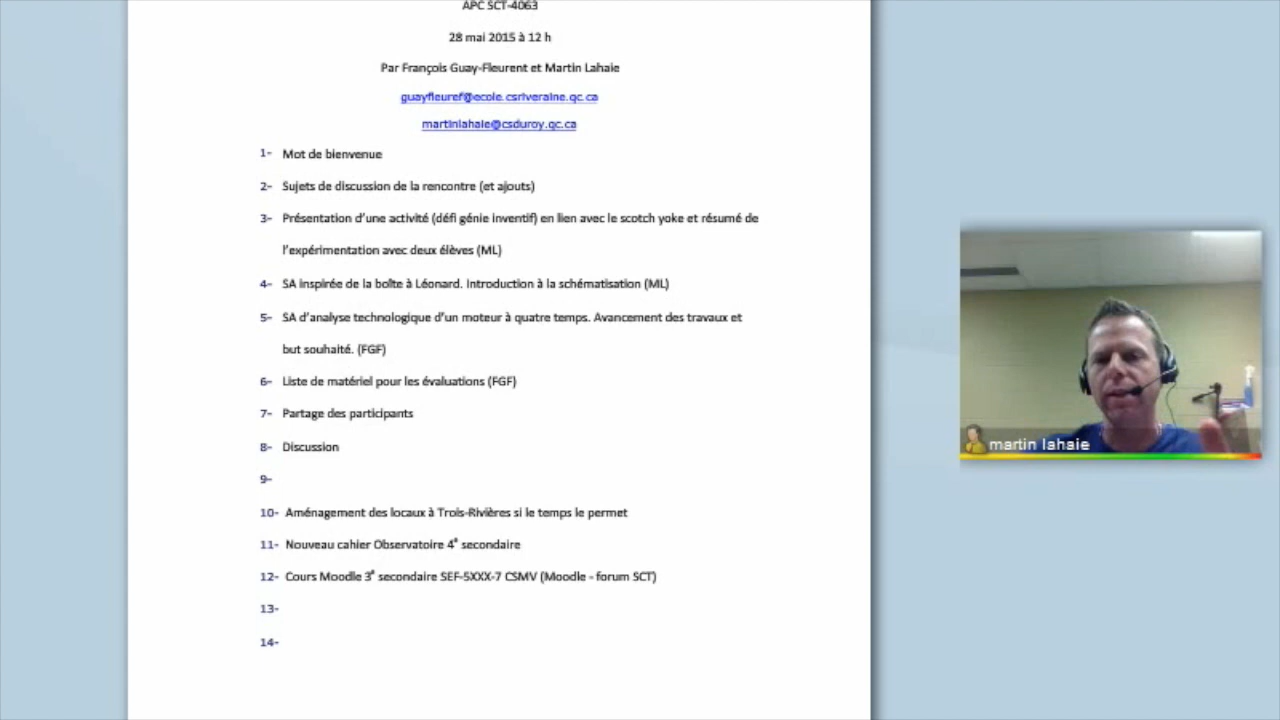 APC SCT-4063
28 mai 2015 à 12 h
Par François Guay-Fleurent et Martin Lahaie
guayfleuref@ecole.csriveraine.qc.ca
martinlahaie@csduroy.qc.ca
1- Mot de bienvenue
2- Sujets de discussion de la rencontre (et ajouts)
3- Présentation d'une activité (défi génie inventif) en lien avec le scotch yoke et résumé de
l'expérimentation avec deux élèves (ML)
4- SA inspirée de la boîte à Léonard. Introduction à la schématisation (ML)
5- SA d'analyse technologique d'un moteur à quatre temps. Avancement des travaux et
but souhaité. (FGF)
6- Liste de matériel pour les évaluations (FGF)
7- Partage des participants
8- Discussion
9-
10- Aménagement des locaux à Trois-Rivières si le temps le permet
11- Nouveau cahier Observatoire 4e secondaire
12- Cours Moodle 3e secondaire SEF-5XXX-7 CSMV (Moodle - forum SCT)
13-
14-
martin lahaie